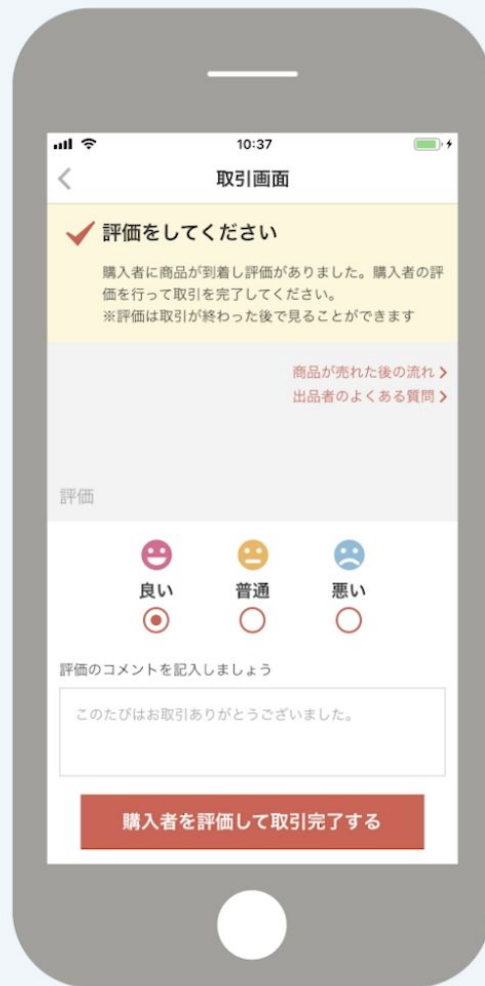 10:37
取引画面
評価をしてください
購入者に商品が到着し評価がありました。購入者の評
価を行って取引を完了してください。
※評価は取引が終わった後で見ることができます
商品が売れた後の流れ
出品者のよくある質問
評価
良い 普通 悪い
評価のコメントを記入しましょう
このたびはお取引ありがとうございました。
購入者を評価して取引完了する